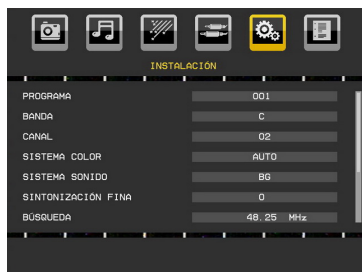 INSTALACIÓN
PROGRAMA 001
BANDA C
CANAL 02
SISTEMA COLOR AUTO
SISTEMA SONIDO BG
SINTONIZACIÓN FINA 0
BÚSQUEDA 48.25 MHz